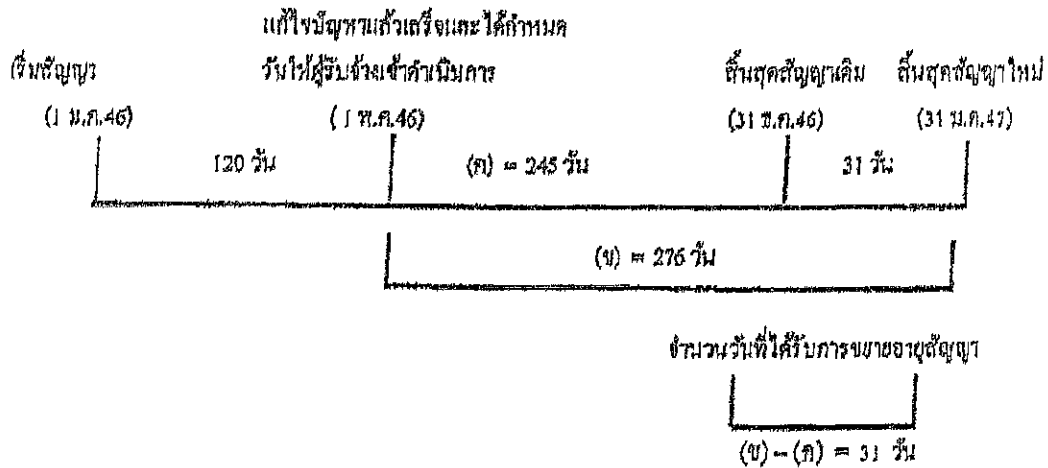 แก้ไขปัญหาแล้วเสร็จและได้กำหนด
เริ่มสัญญา วันให้ผู้รับจ้างเข้าดำเนินการ สิ้นสุดสัญญาเดิม สิ้นสุดสัญญาใหม่
(1 ม.ค.46) (1 พ.ค.46) (31 ธ.ค.46) (31 ม.ค.47)
120 วัน (ค) = 245 วัน 31 วัน
(ข) = 276 วัน
จำนวนวันที่ได้รับการขยายอายุสัญญา
(ข) - (ค) = 31 วัน